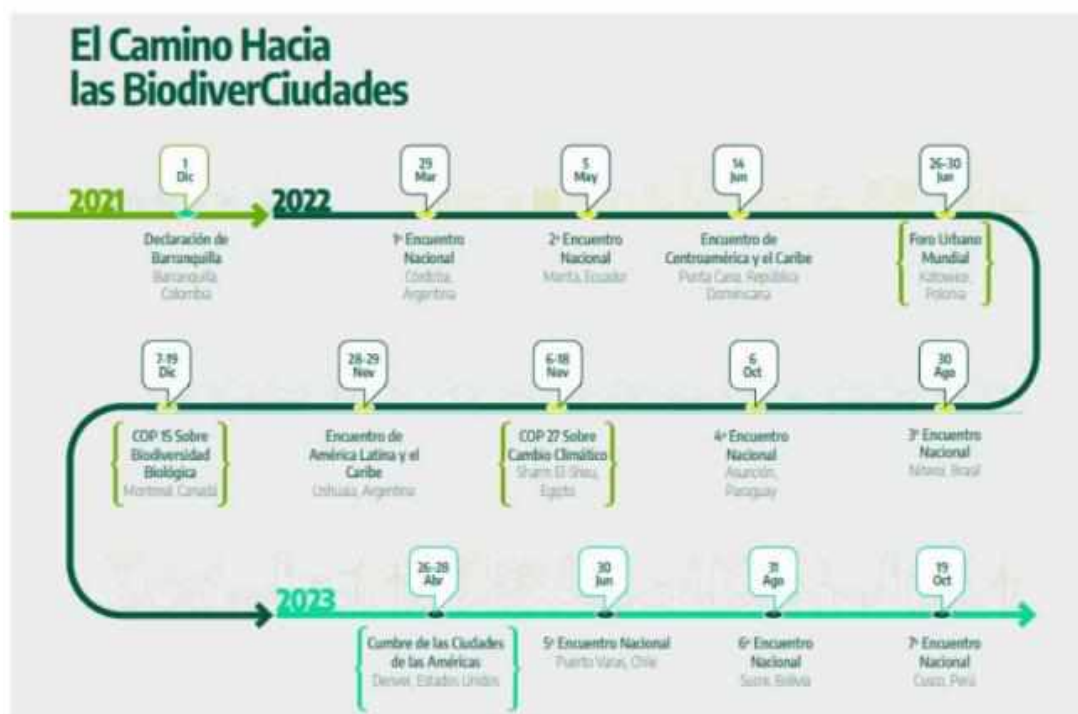 El Camino Hacia
las BiodiverCiudades
2021
1
Dic
Declaración de
Barranquilla
Barranquilla
Colombia
2022
29
Mar
1º Encuentro
Nacional
Córdoba,
Argentina
5
May
2º Encuentro
Nacional
Manta, Ecuador
14
Jun
Encuentro de
Centroamérica y el Caribe
Punta Cana, República
Dominicana
26-30
Jun
Foro Urbano
Mundial
Katowice,
Polonia
30
Ago
3º Encuentro
Nacional
Niteroi, Brasil
6
Oct
4º Encuentro
Nacional
Asunción,
Paraguay
6-18
Nov
COP 27 Sobre
Cambio Climático
Sharm El-Sheu,
Egipto
28-29
Nov
Encuentro de
América Latina y el
Caribe
Ushuaia, Argentina
7-19
Dic
COP 15 Sobre
Biodiversidad
Biológica
Montreal, Canadá
2023
26-28
Abr
Cumbre de las Ciudades
de las Américas
Denver, Estados Unidos
30
Jun
5º Encuentro Nacional
Puerto Varas, Chile
31
Ago
6º Encuentro
Nacional
Sucre, Bolivia
19
Oct
7º Encuentro
Nacional
Cusco, Perú